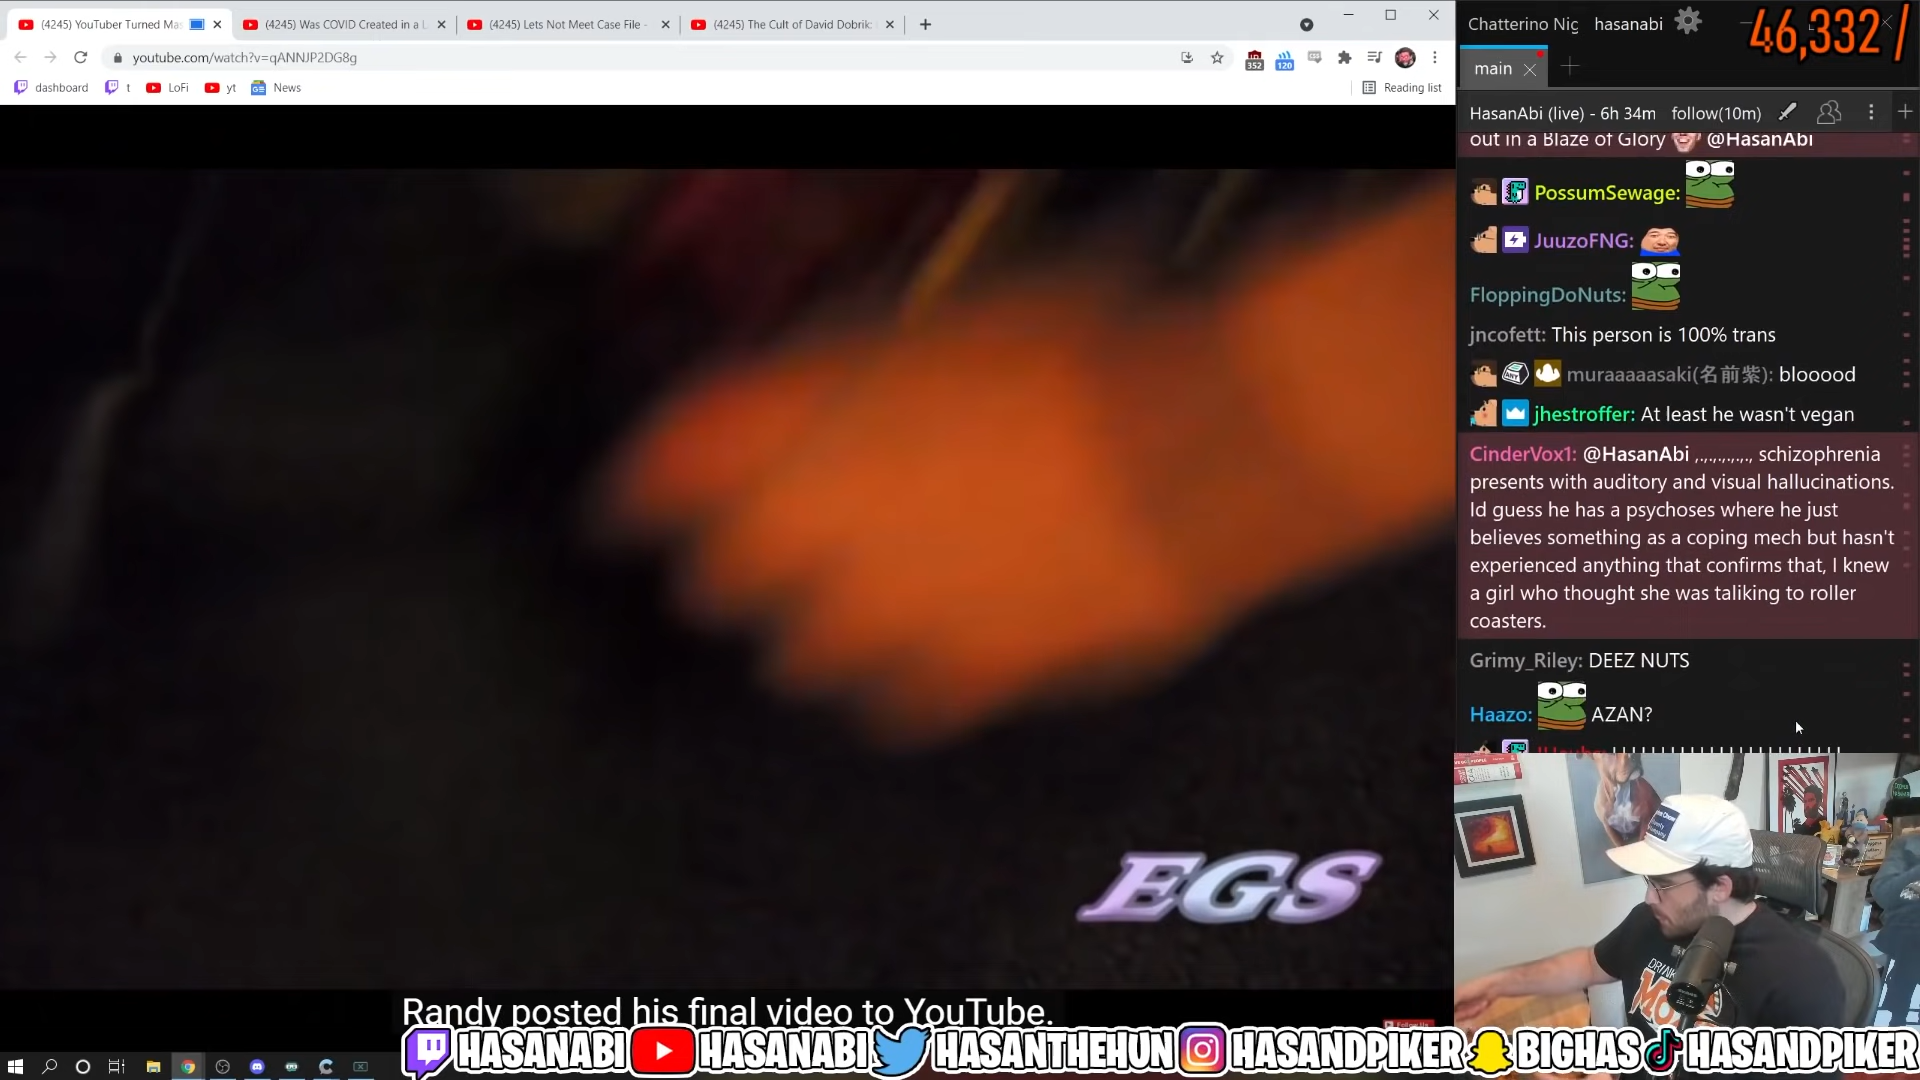 (4245) YouTuber Turned Mas
(4245) Was COVID Created in a L
(4245) Lets Not Meet Case File -
(4245) The Cult of David Dobrik:
youtube.com/watch?v=qANNJP2DG8g
352
120
dashboard
t
LoFi
yt
News
Reading list
EGS
Randy posted his final video to YouTube.
Chatterino Nig
hasanabi
46,332 /
main
HasanAbi (live) - 6h 34m
follow(10m)
out in a Blaze of Glory @HasanAbi
PossumSewage:
JuuzoFNG:
FloppingDoNuts:
jncofett: This person is 100% trans
muraaaaasaki(名前紫): blooood
jhestroffer: At least he wasn't vegan
CinderVox1: @HasanAbi ,.,.,.,.,., schizophrenia
presents with auditory and visual hallucinations.
Id guess he has a psychoses where he just
believes something as a coping mech but hasn't
experienced anything that confirms that, I knew
a girl who thought she was taliking to roller
coasters.
Grimy_Riley: DEEZ NUTS
Haazo: AZAN?
HASANABI HASANABI HASANTHEHUN HASANDPIKER BIGHAS HASANDPIKER